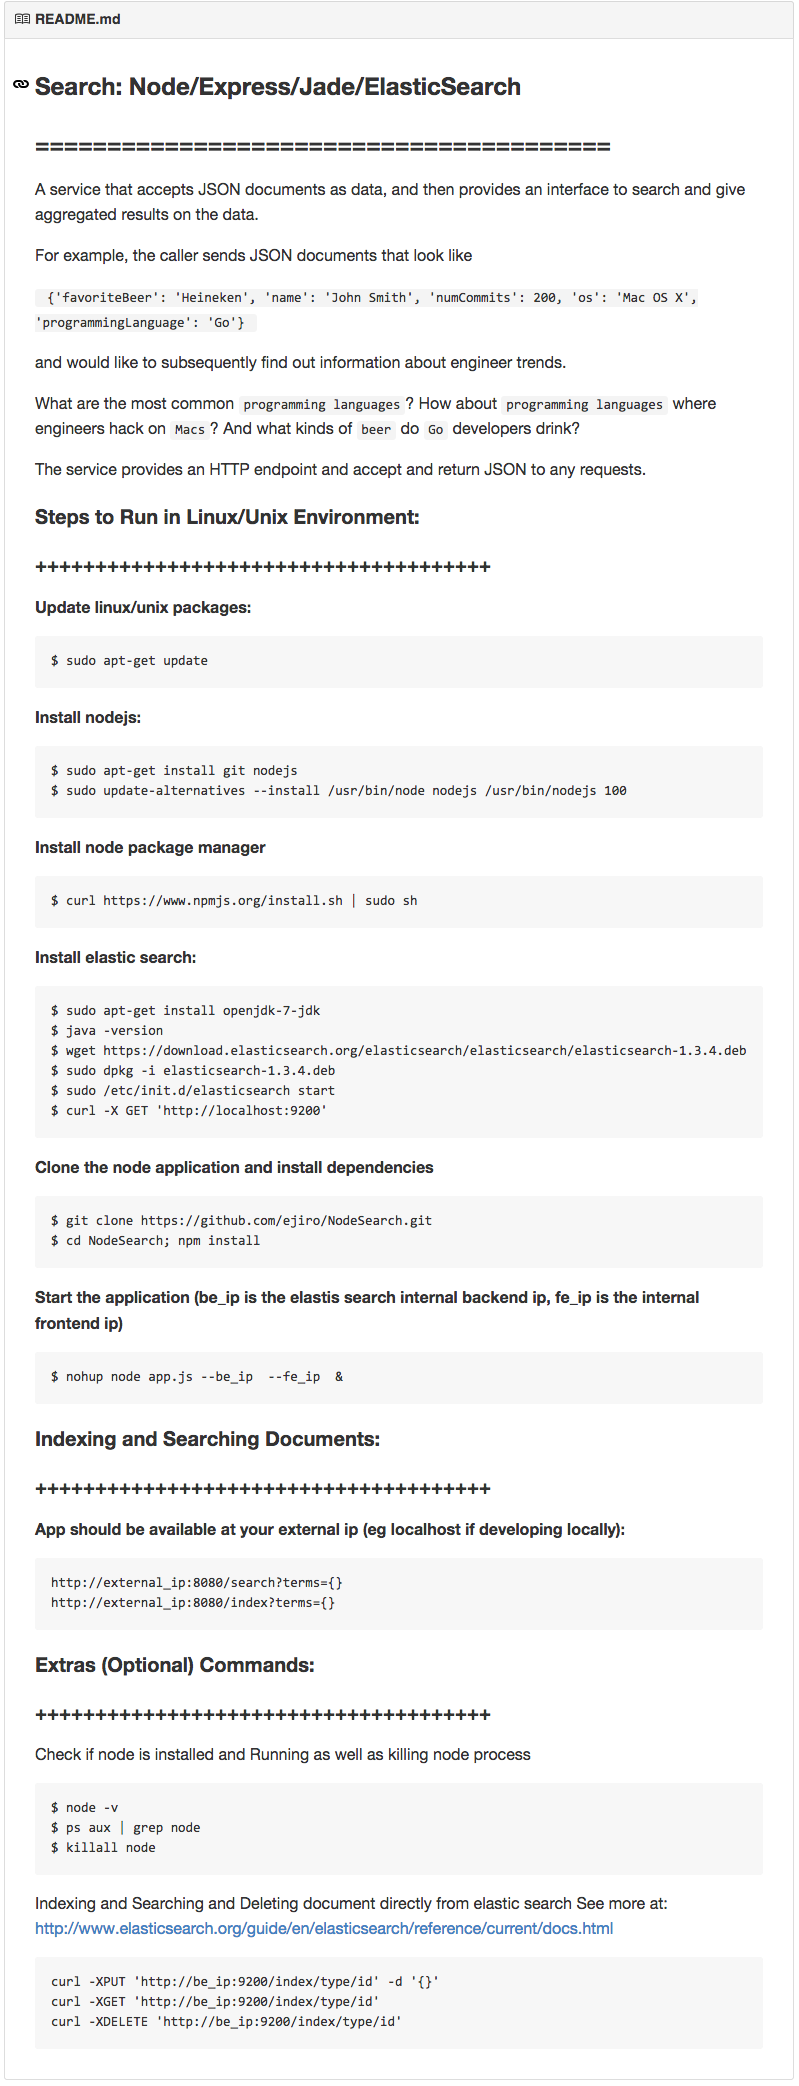 README.md
Search: Node/Express/Jade/ElasticSearch
========================================
A service that accepts JSON documents as data, and then provides an interface to search and give
aggregated results on the data.
For example, the caller sends JSON documents that look like
{'favoriteBeer': 'Heineken', 'name': 'John Smith', 'numCommits': 200, 'os': 'Mac OS X',
'programmingLanguage': 'Go'}
and would like to subsequently find out information about engineer trends.
What are the most common programming languages ? How about programming languages where
engineers hack on Macs ? And what kinds of beer do Go developers drink?
The service provides an HTTP endpoint and accept and return JSON to any requests.
Steps to Run in Linux/Unix Environment:
++++++++++++++++++++++++++++++++++++++
Update linux/unix packages:
$ sudo apt-get update
Install nodejs:
$ sudo apt-get install git nodejs
$ sudo update-alternatives --install /usr/bin/node nodejs /usr/bin/nodejs 100
Install node package manager
$ curl https://www.npmjs.org/install.sh | sudo sh
Install elastic search:
$ sudo apt-get install openjdk-7-jdk
$ java -version
$ wget https://download.elasticsearch.org/elasticsearch/elasticsearch/elasticsearch-1.3.4.deb
$ sudo dpkg -i elasticsearch-1.3.4.deb
$ sudo /etc/init.d/elasticsearch start
$ curl -X GET 'http://localhost:9200'
Clone the node application and install dependencies
$ git clone https://github.com/ejiro/NodeSearch.git
$ cd NodeSearch; npm install
Start the application (be_ip is the elastis search internal backend ip, fe_ip is the internal
frontend ip)
$ nohup node app.js --be_ip  --fe_ip  &
Indexing and Searching Documents:
++++++++++++++++++++++++++++++++++++++
App should be available at your external ip (eg localhost if developing locally):
http://external_ip:8080/search?terms={}
http://external_ip:8080/index?terms={}
Extras (Optional) Commands:
++++++++++++++++++++++++++++++++++++++
Check if node is installed and Running as well as killing node process
$ node -v
$ ps aux | grep node
$ killall node
Indexing and Searching and Deleting document directly from elastic search See more at:
http://www.elasticsearch.org/guide/en/elasticsearch/reference/current/docs.html
curl -XPUT 'http://be_ip:9200/index/type/id' -d '{}'
curl -XGET 'http://be_ip:9200/index/type/id'
curl -XDELETE 'http://be_ip:9200/index/type/id'